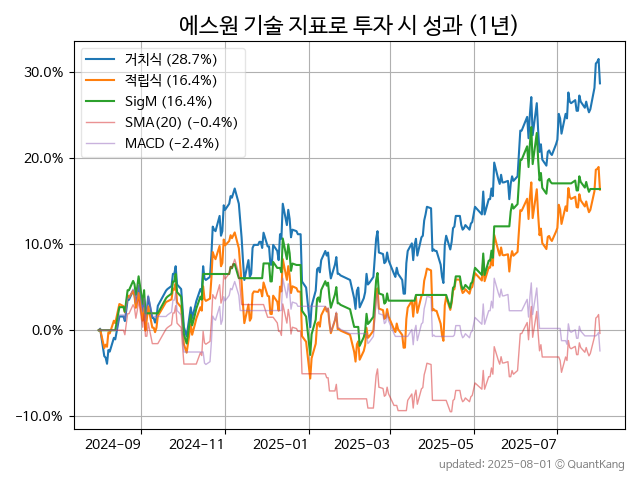 에스원 기술 지표로 투자 시 성과 (1년)
거치식 (28.7%)
적립식 (16.4%)
SigM (16.4%)
SMA(20) (−0.4%)
MACD (−2.4%)
30.0%
20.0%
10.0%
0.0%
−10.0%
2024-09 2024-11 2025-01 2025-03 2025-05 2025-07
updated: 2025-08-01 © QuantKang